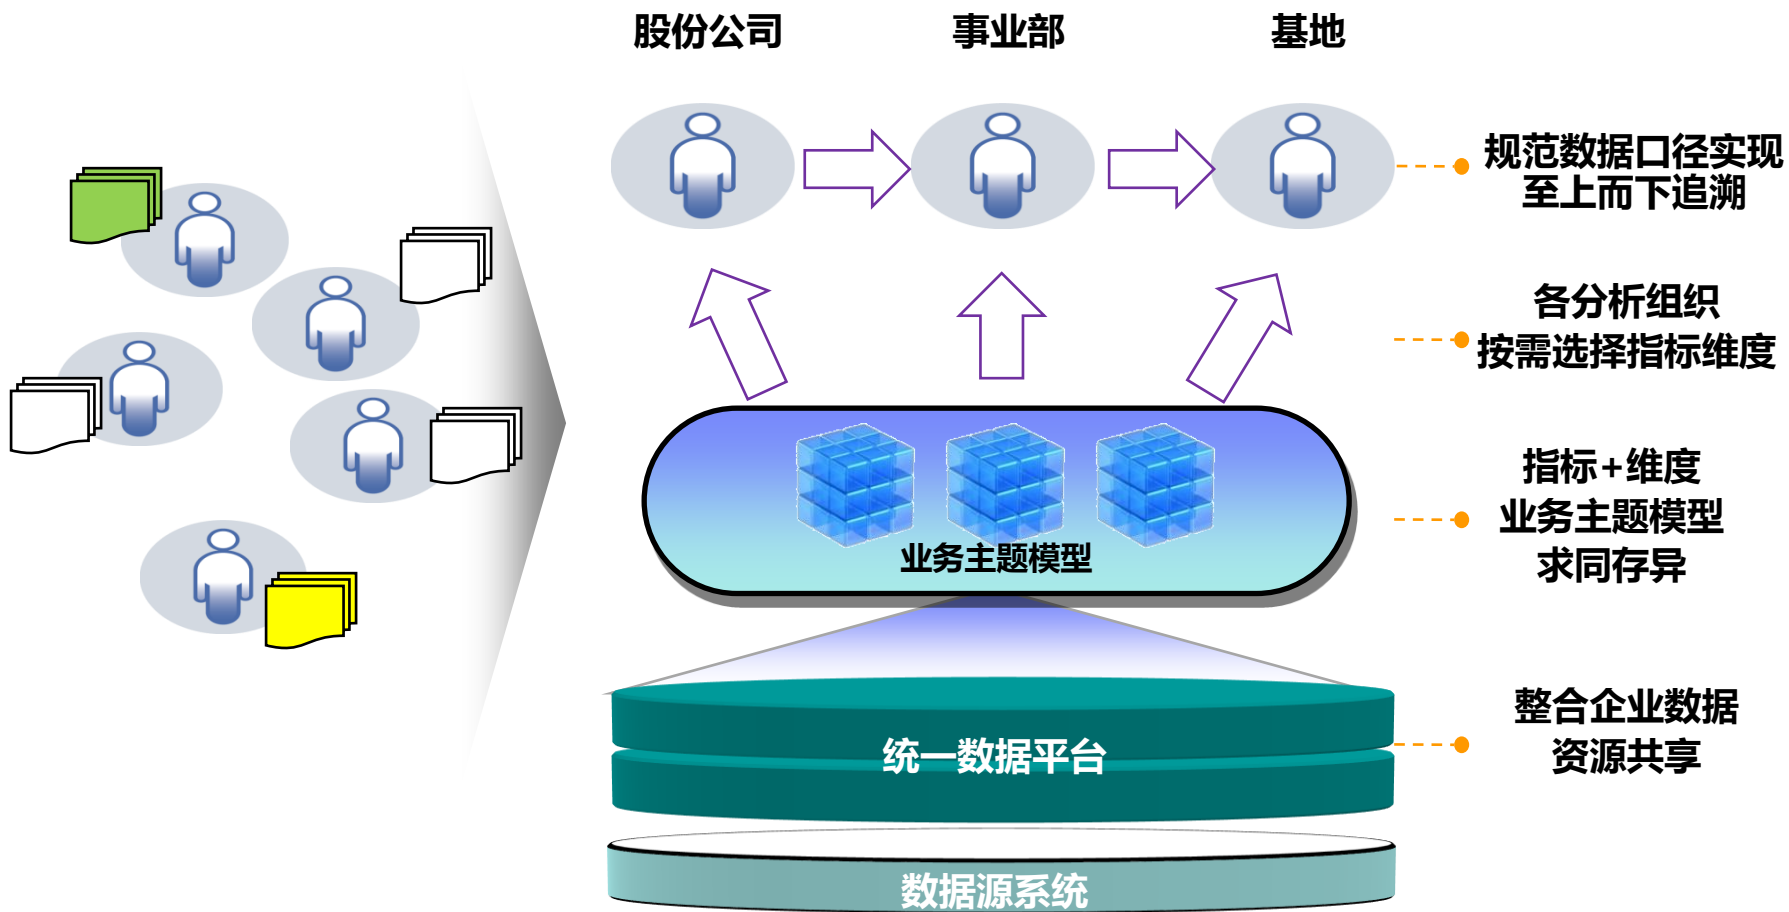 股份公司
事业部
基地
规范数据口径实现
至上而下追溯
各分析组织
按需选择指标维度
指标+维度
业务主题模型
求同存异
业务主题模型
整合企业数据
资源共享
统一数据平台
数据源系统